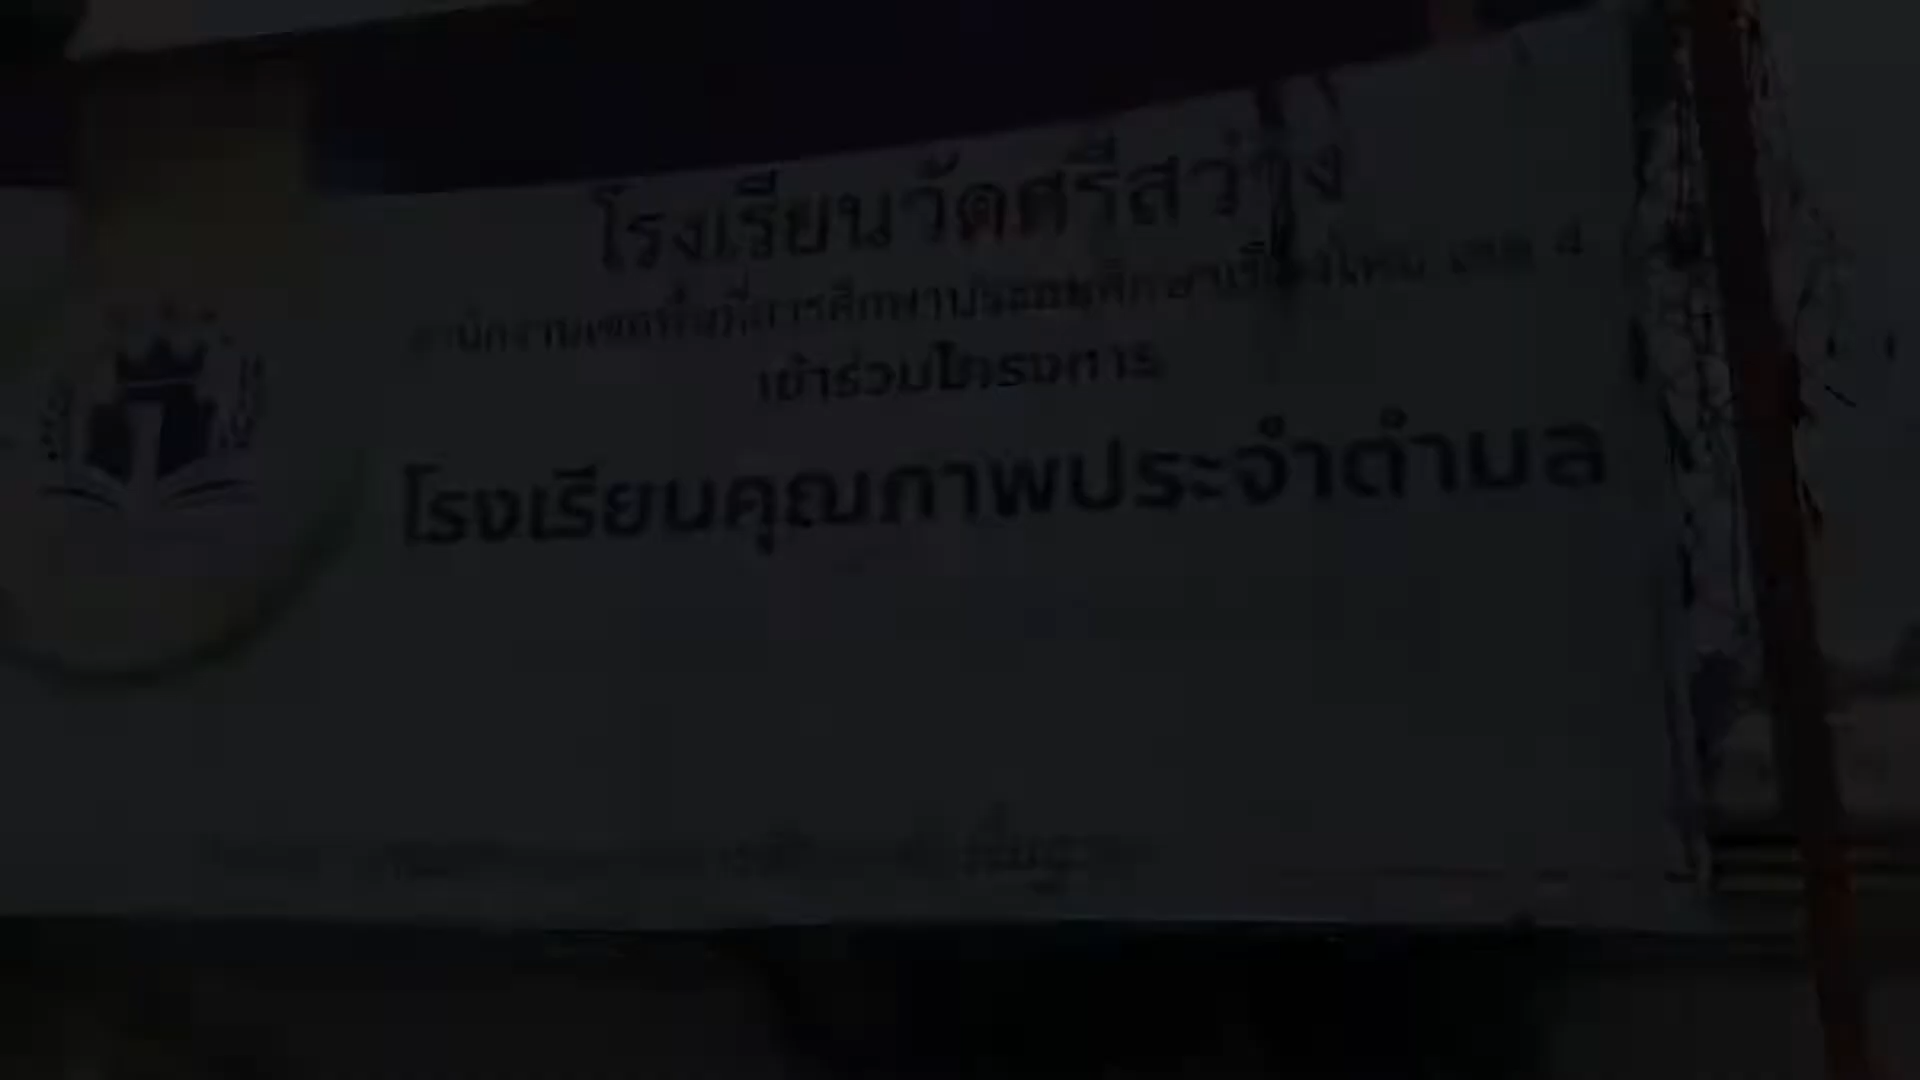 โรงเรียนวัดศรีสว่าง
สำนักงานเขตพื้นที่การศึกษาประถมศึกษาเชียงใหม่ เขต 4
เข้าร่วมโครงการ
โรงเรียนคุณภาพประจำตำบล